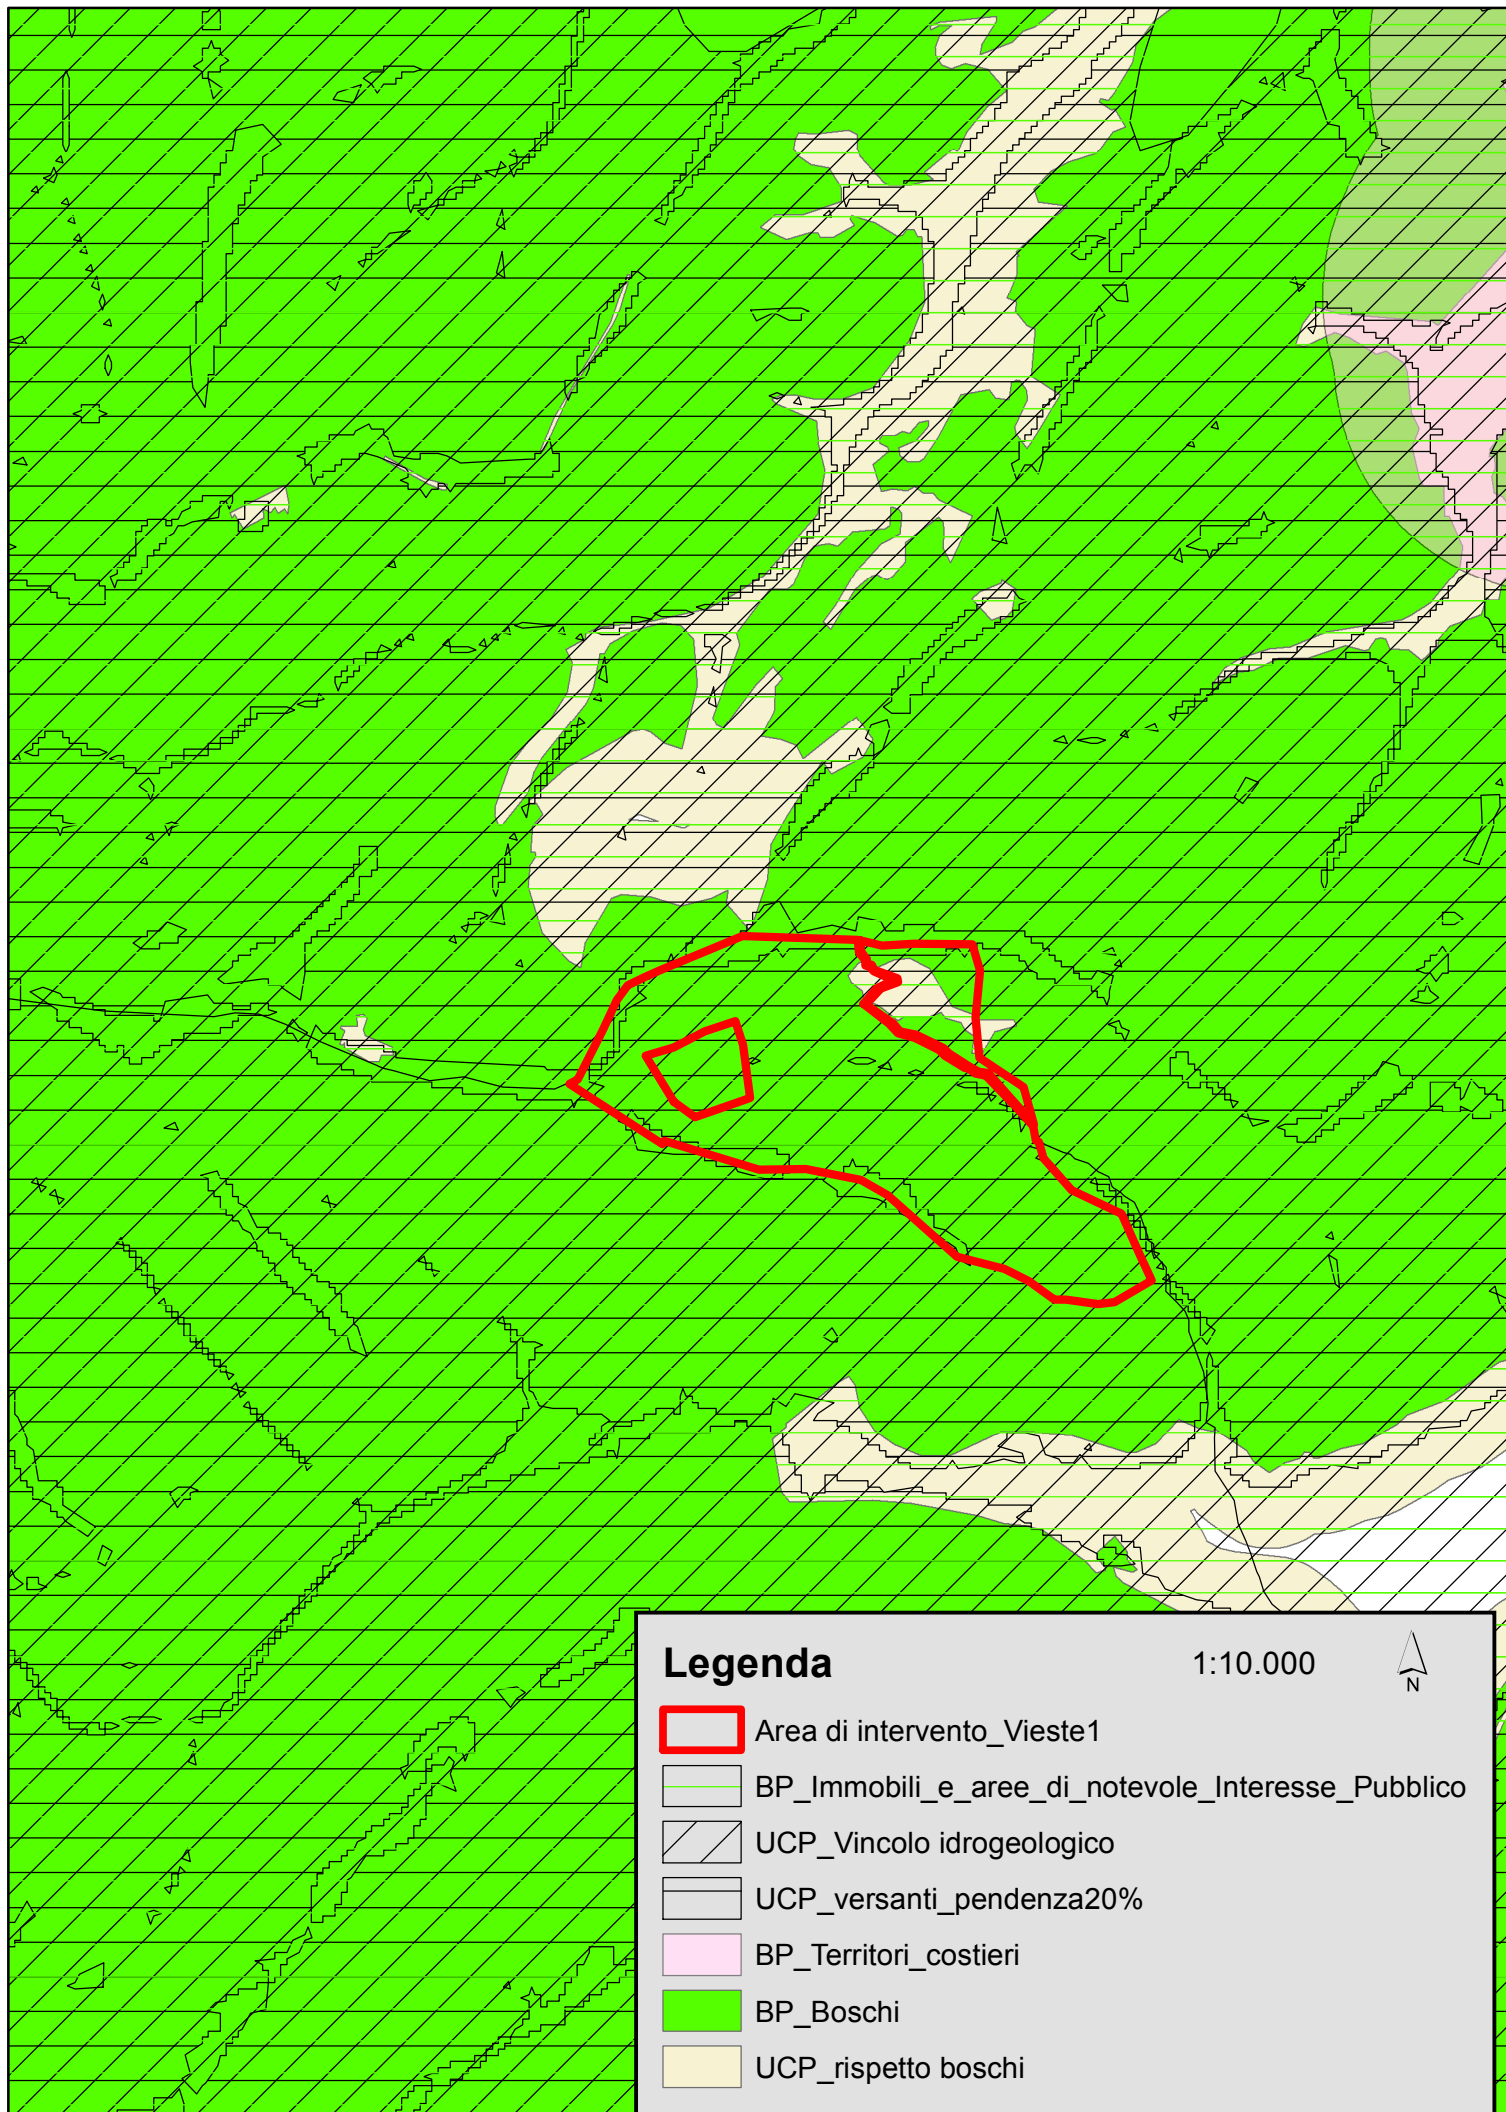 Legenda
1:10.000
N
Area di intervento_Vieste1
BP_Immobili_e_aree_di_notevole_Interesse_Pubblico
UCP_Vincolo idrogeologico
UCP_versanti_pendenza20%
BP_Territori_costieri
BP_Boschi
UCP_rispetto boschi